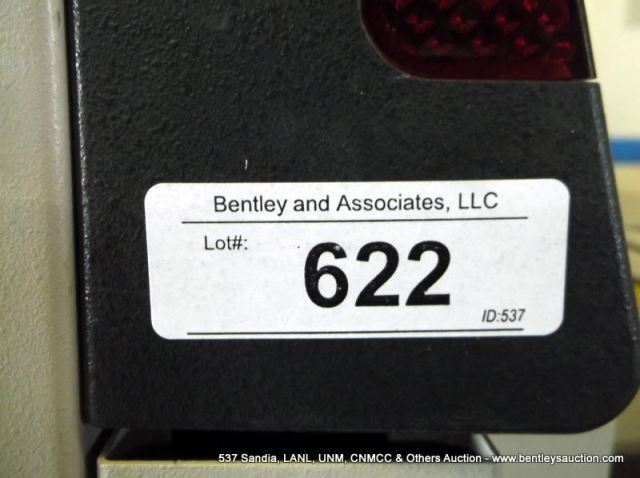 Bentley and Associates, LLC
Lot#:
622
ID:537
537 Sandia, LANL, UNM, CNMCC & Others Auction - www.bentleysauction.com